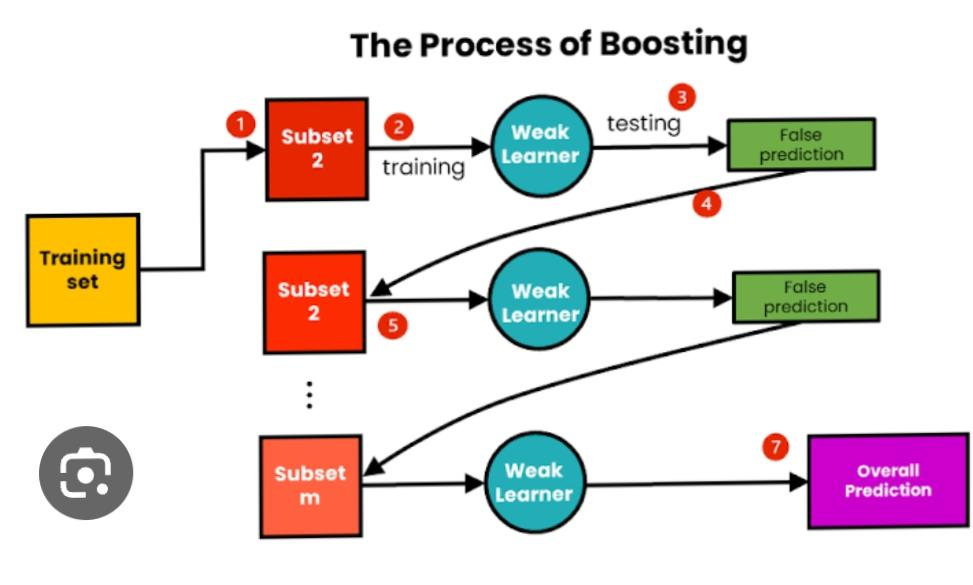 The Process of Boosting
1
Subset
2
2
training
Weak
Learner
3
testing
False
prediction
4
Training
set
Subset
2
5
Weak
Learner
False
prediction
Subset
m
Weak
Learner
7
Overall
Prediction